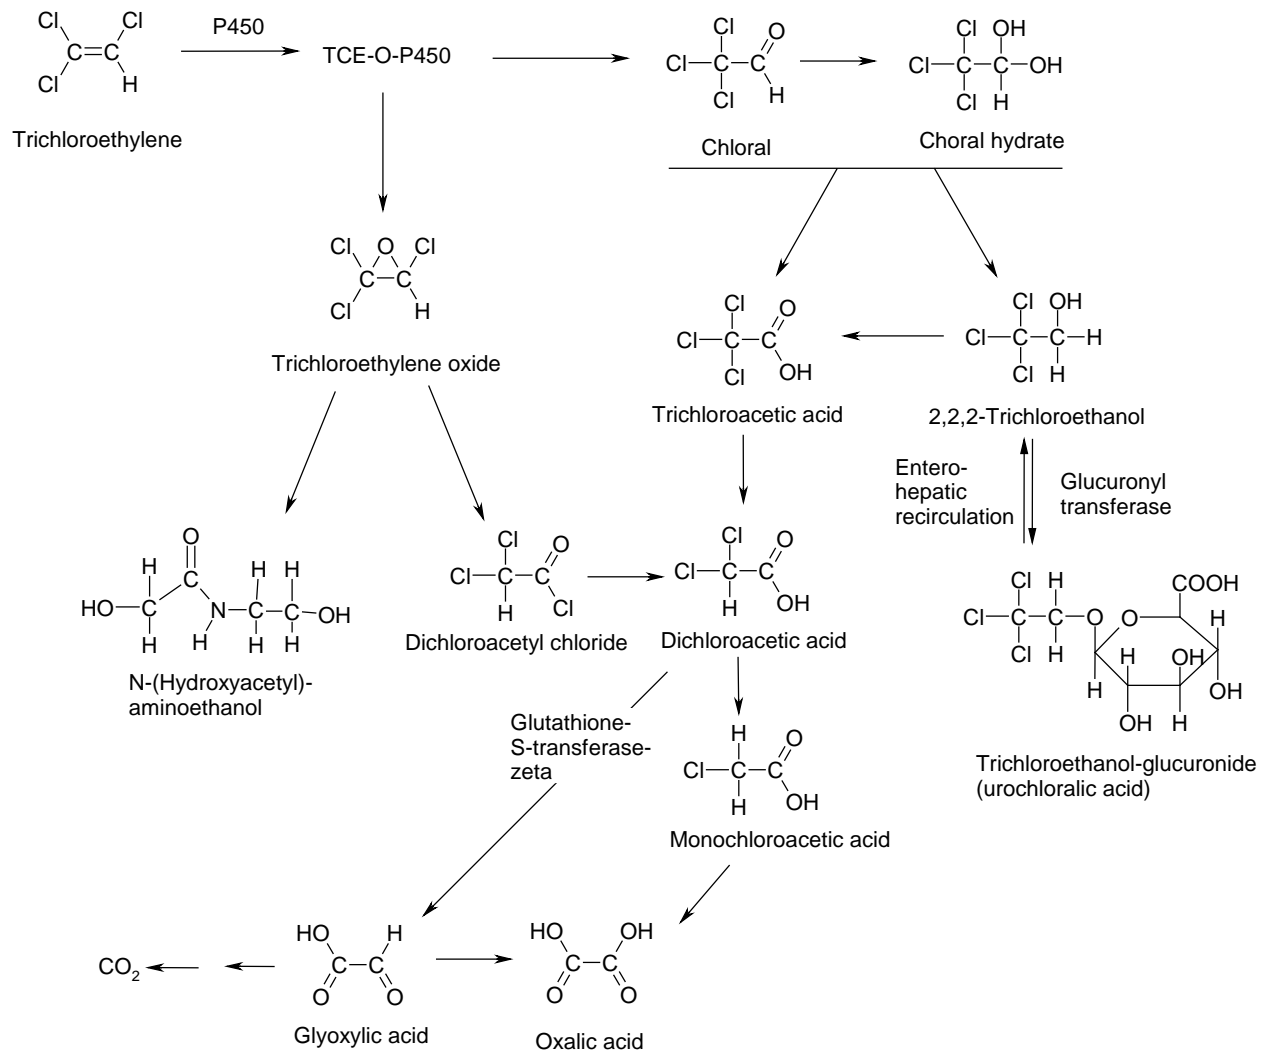 Cl Cl
C=C
Cl H
Trichloroethylene
P450
TCE-O-P450
Cl O
Cl C C
Cl H
Chloral
Cl OH
Cl C C OH
Cl H
Choral hydrate
Cl O Cl
C C
Cl H
Trichloroethylene oxide
Cl O
Cl C C
Cl OH
Trichloroacetic acid
Cl OH
Cl C C H
Cl H
2,2,2-Trichloroethanol
Entero-
hepatic
recirculation
Glucuronyl
transferase
O
H C H H
HO C N C C OH
H H H H
N-(Hydroxyacetyl)-
aminoethanol
Cl O
Cl C C
H Cl
Dichloroacetyl chloride
Cl O
Cl C C
H OH
Dichloroacetic acid
Cl H COOH
Cl C C O O H
Cl H H OH
H OH
OH H
Trichloroethanol-glucuronide
(urochloralic acid)
Glutathione-
S-transferase-
zeta
H O
Cl C C
H OH
Monochloroacetic acid
CO2
HO H
C C
O O
Glyoxylic acid
HO OH
C C
O O
Oxalic acid